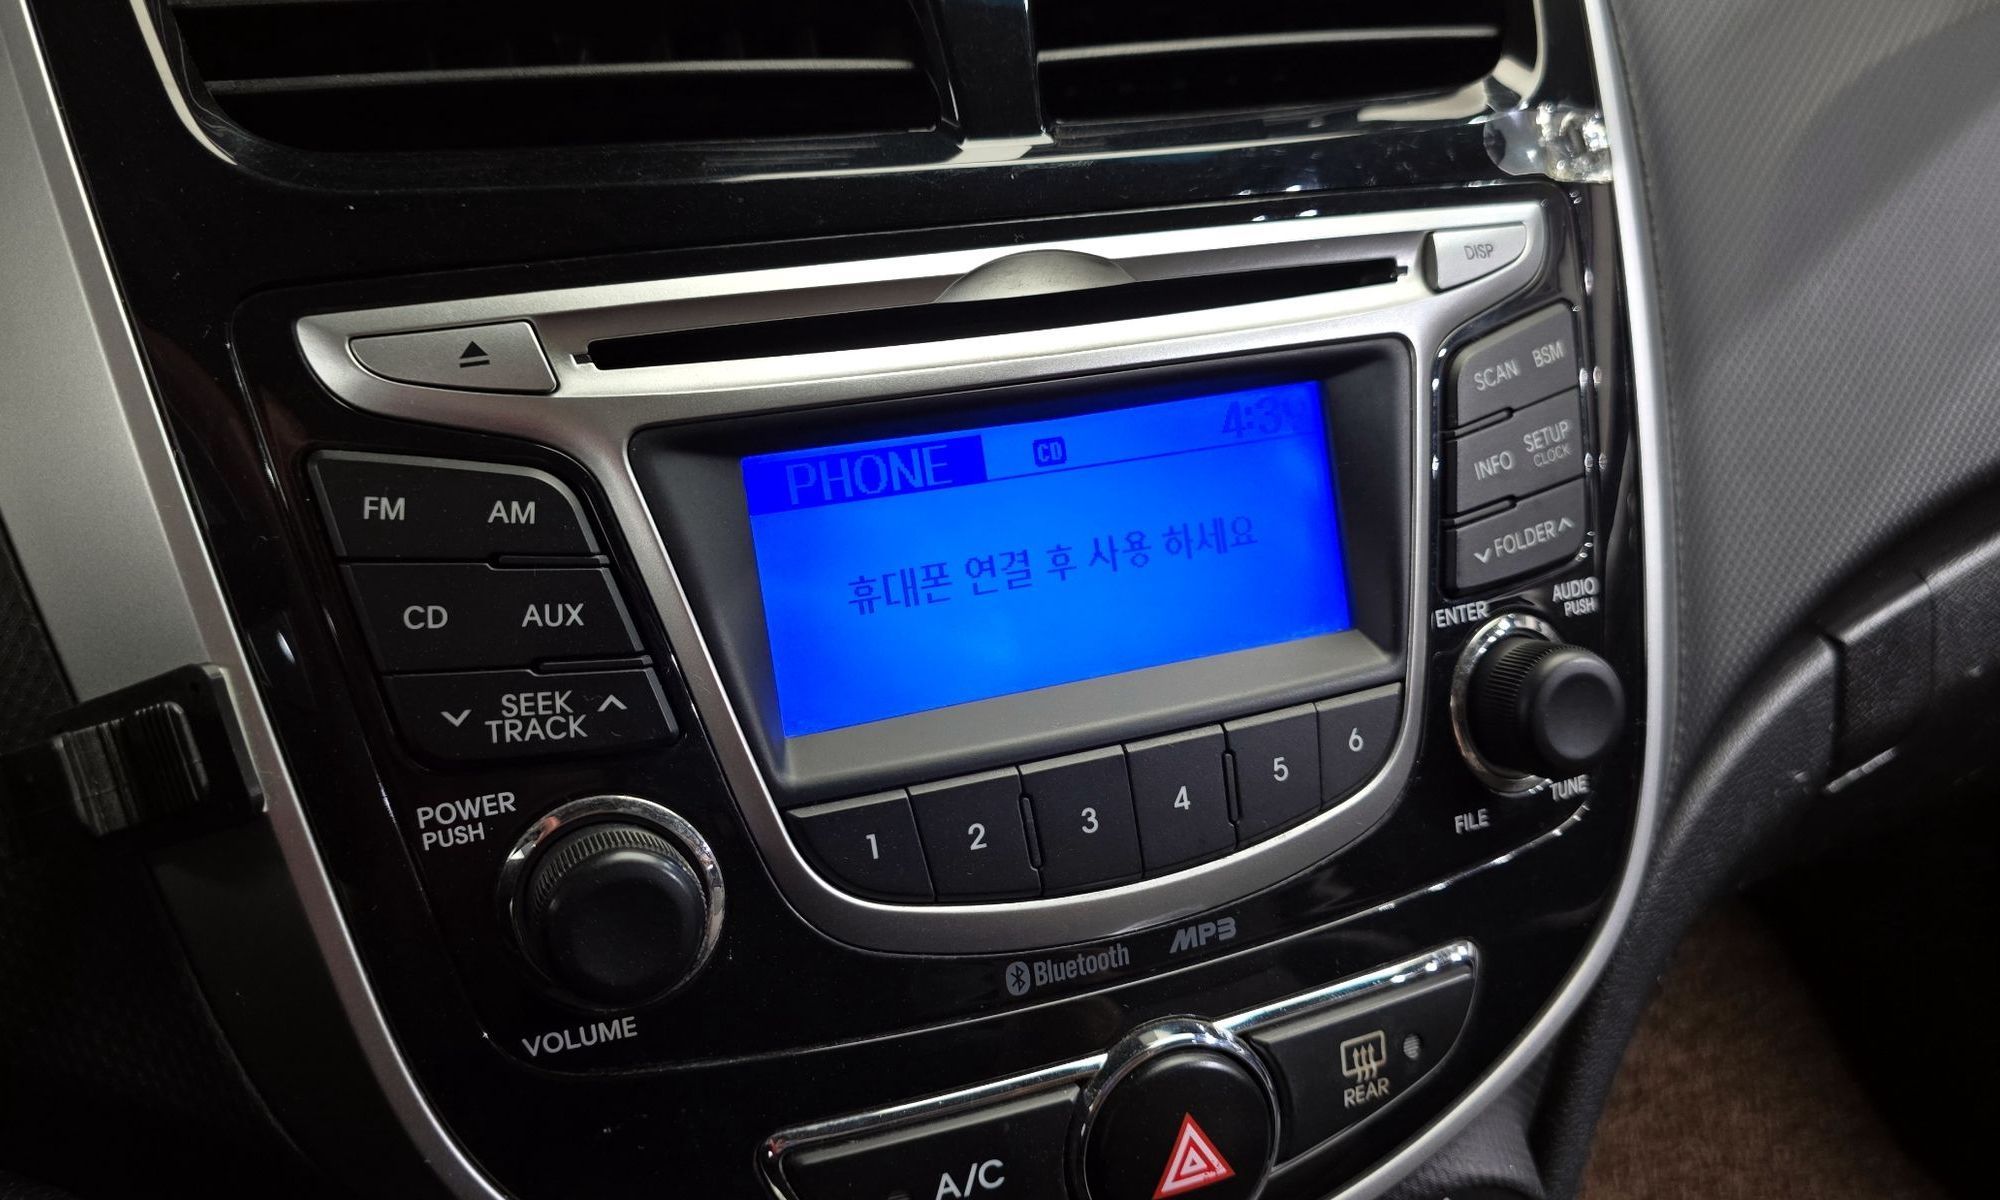 DISP
SCAN BSM
PHONE CD 4:39
INFO SETUP
CLOCK
FM AM
휴대폰 연결 후 사용 하세요
FOLDER
CD AUX
ENTER AUDIO
PUSH
SEEK
TRACK
POWER
PUSH
1 2 3 4 5 6
TUNE
FILE
Bluetooth MP3
VOLUME
REAR
A/C